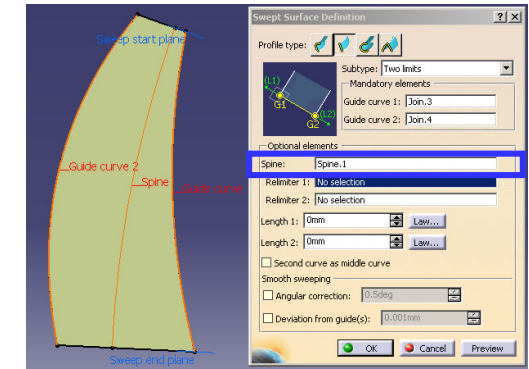 Sweep start plane
Guide curve 2
Spine
Guide curve
Sweep end plane
Swept Surface Definition
Profile type:
Subtype: Two limits
Mandatory elements
Guide curve 1: Join.3
Guide curve 2: Join.4
(L1)
G1
(L2)
G2
Optional elements
Spine: Spine.1
Relimiter 1: No selection
Relimiter 2: No selection
Length 1: 0mm Law...
Length 2: 0mm Law...
Second curve as middle curve
Smooth sweeping
Angular correction: 0.5deg
Deviation from guide(s): 0.001mm
OK Cancel Preview